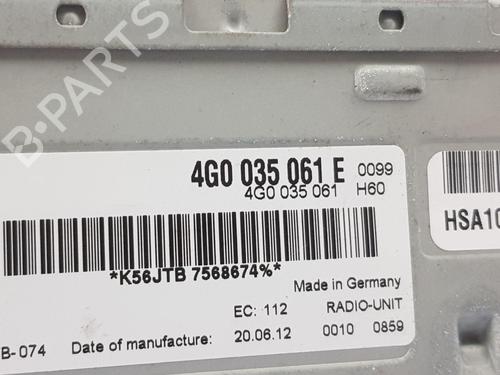 B-PARTS
4G0 035 061 E 0099
4G0 035 061 H60
HSA10
*K56JTB 7568674%*
Made in Germany
EC: 112 RADIO-UNIT
B- 074 Date of manufacture: 20.06.12 0010 0859